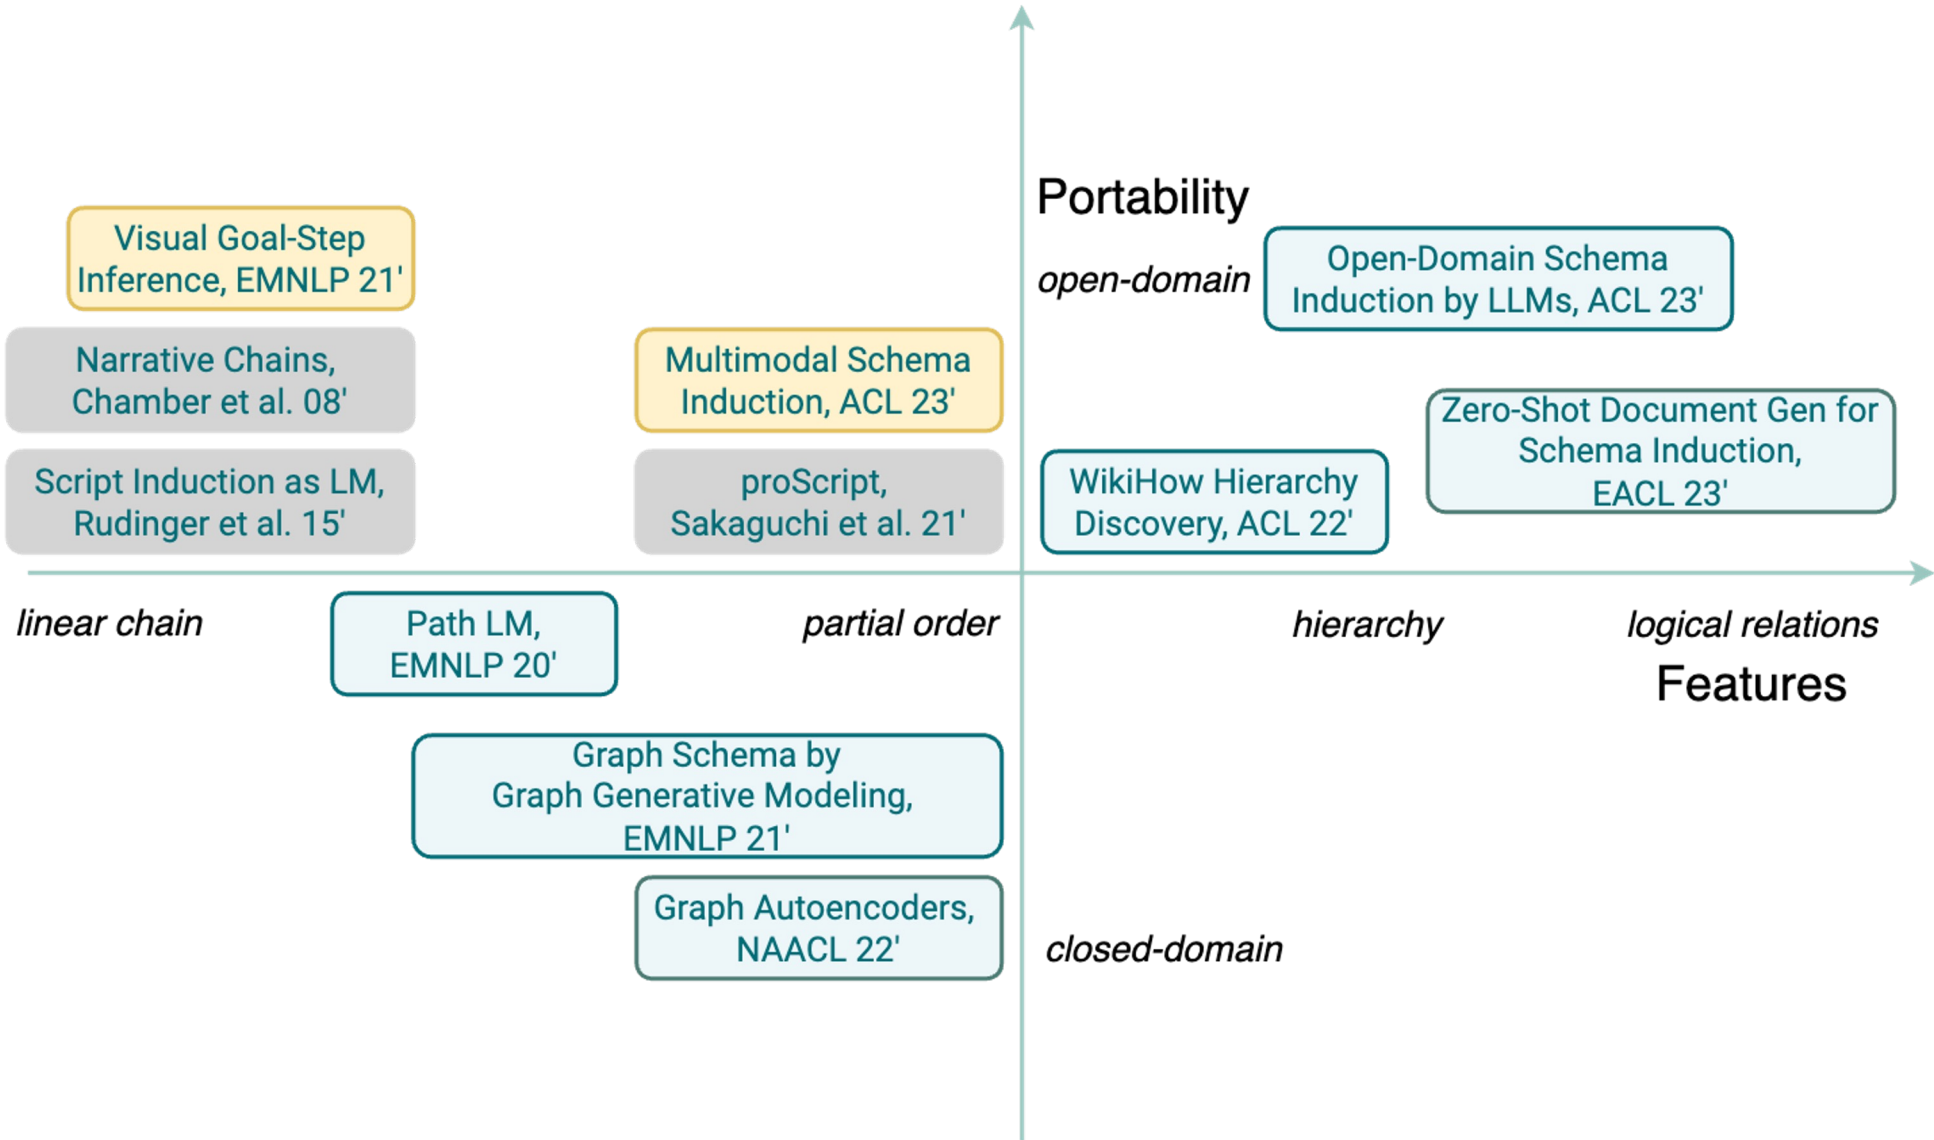 Portability
open-domain
Visual Goal-Step
Inference, EMNLP 21'
Open-Domain Schema
Induction by LLMs, ACL 23'
Narrative Chains,
Chamber et al. 08'
Multimodal Schema
Induction, ACL 23'
Zero-Shot Document Gen for
Schema Induction,
EACL 23'
Script Induction as LM,
Rudinger et al. 15'
proScript,
Sakaguchi et al. 21'
WikiHow Hierarchy
Discovery, ACL 22'
linear chain
partial order
hierarchy
logical relations
Features
Path LM,
EMNLP 20'
Graph Schema by
Graph Generative Modeling,
EMNLP 21'
Graph Autoencoders,
NAACL 22'
closed-domain